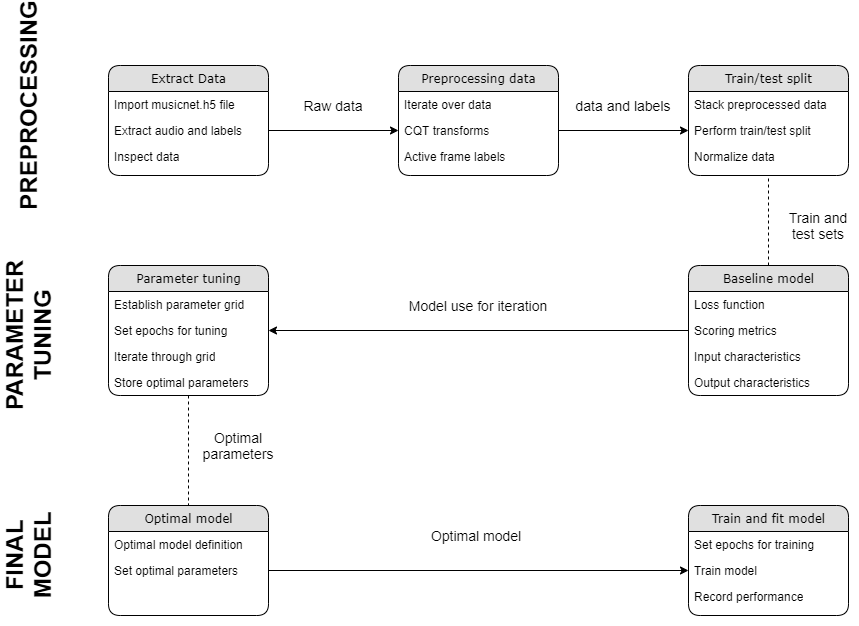 PREPROCESSING
Extract Data
Import musicnet.h5 file
Extract audio and labels
Inspect data
Raw data
Preprocessing data
Iterate over data
CQT transforms
Active frame labels
data and labels
Train/test split
Stack preprocessed data
Perform train/test split
Normalize data
Train and
test sets
PARAMETER
TUNING
Parameter tuning
Establish parameter grid
Set epochs for tuning
Iterate through grid
Store optimal parameters
Model use for iteration
Baseline model
Loss function
Scoring metrics
Input characteristics
Output characteristics
Optimal
parameters
FINAL
MODEL
Optimal model
Optimal model definition
Set optimal parameters
Optimal model
Train and fit model
Set epochs for training
Train model
Record performance